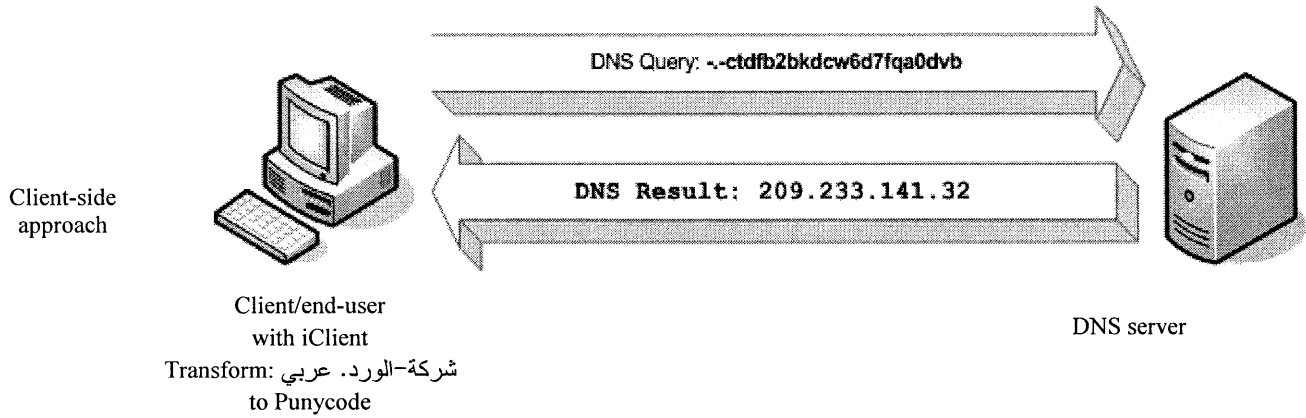 DNS Query: -.-ctdfb2bkdcw6d7fqa0dvb
DNS Result: 209.233.141.32
Client-side
approach
Client/end-user
with iClient
Transform: شركة-الورد. عربي
to Punycode
DNS server